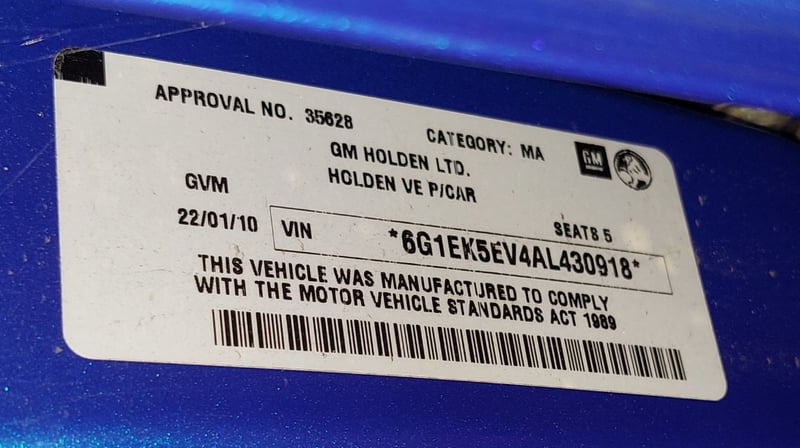 APPROVAL NO. 35628
CATEGORY: MA
GM
GM HOLDEN LTD.
HOLDEN VE P/CAR
GVM
SEATS 5
22/01/10
VIN *6G1EK5EV4AL430918*
THIS VEHICLE WAS MANUFACTURED TO COMPLY
WITH THE MOTOR VEHICLE STANDARDS ACT 1989